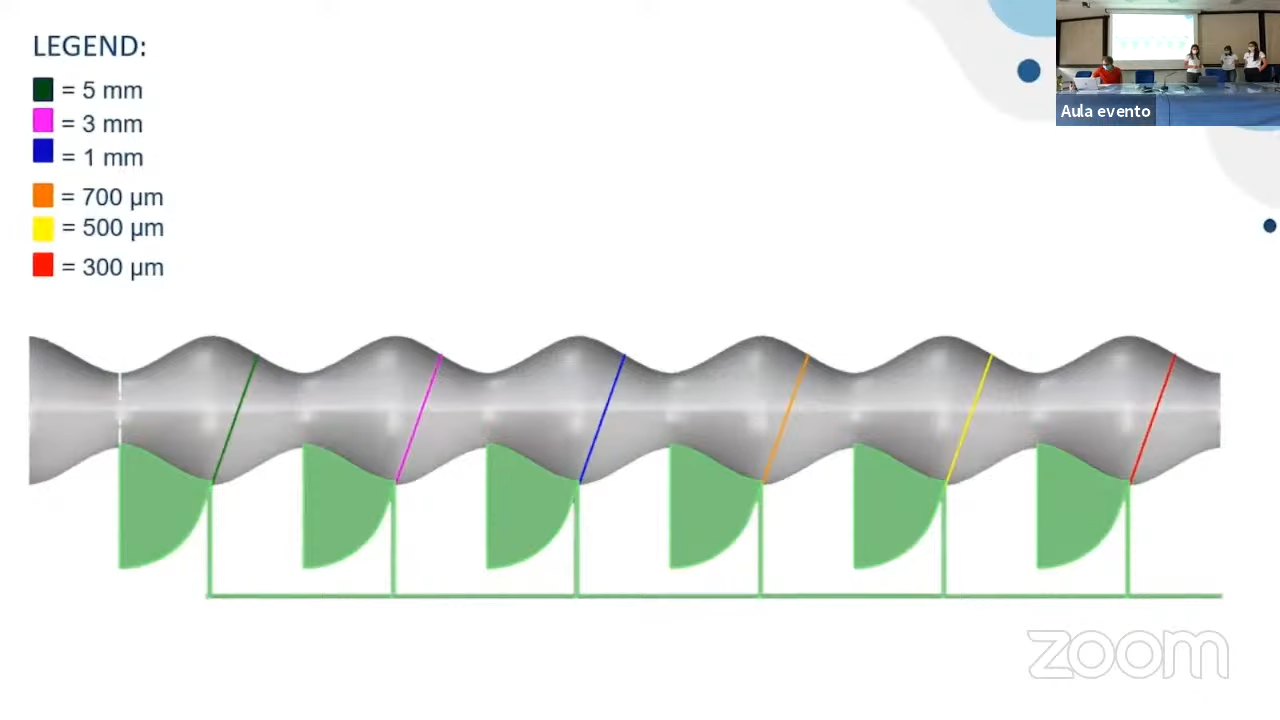 LEGEND:
= 5 mm
= 3 mm
= 1 mm
= 700 µm
= 500 µm
= 300 µm
Aula evento
zoom